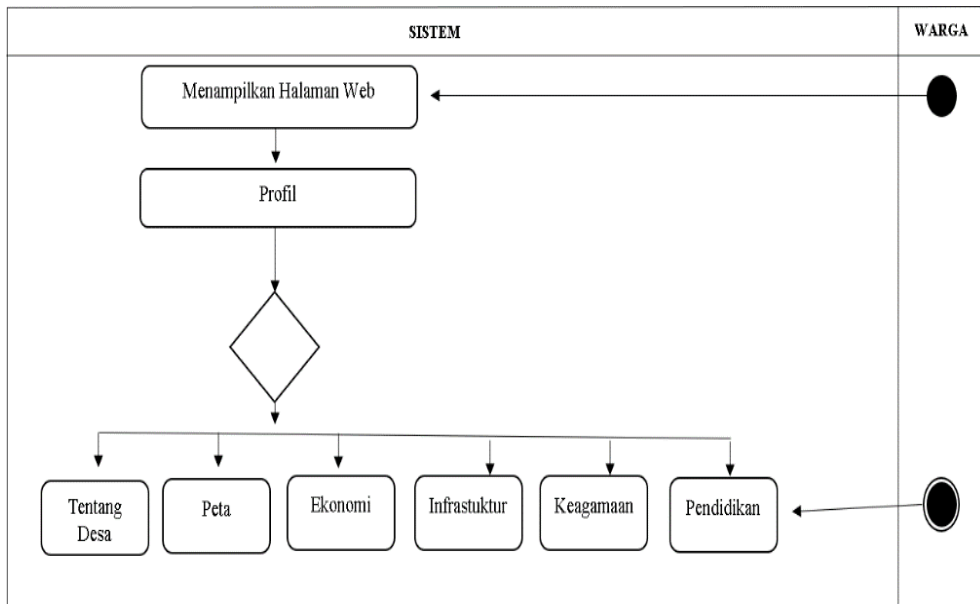 SISTEM
WARGA
Menampilkan Halaman Web
Profil
Tentang
Desa
Peta
Ekonomi
Infrastuktur
Keagamaan
Pendidikan